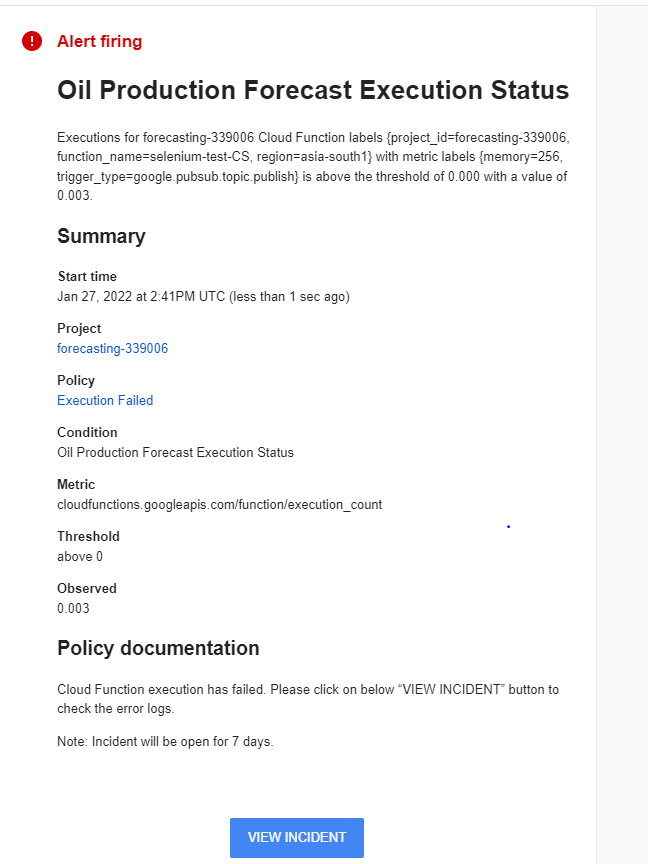 Alert firing
Oil Production Forecast Execution Status
Executions for forecasting-339006 Cloud Function labels {project_id=forecasting-339006,
function_name=selenium-test-CS, region=asia-south1} with metric labels {memory=256,
trigger_type=google.pubsub.topic.publish} is above the threshold of 0.000 with a value of
0.003.
Summary
Start time
Jan 27, 2022 at 2:41PM UTC (less than 1 sec ago)
Project
forecasting-339006
Policy
Execution Failed
Condition
Oil Production Forecast Execution Status
Metric
cloudfunctions.googleapis.com/function/execution_count
Threshold
above 0
Observed
0.003
Policy documentation
Cloud Function execution has failed. Please click on below “VIEW INCIDENT” button to
check the error logs.
Note: Incident will be open for 7 days.
VIEW INCIDENT